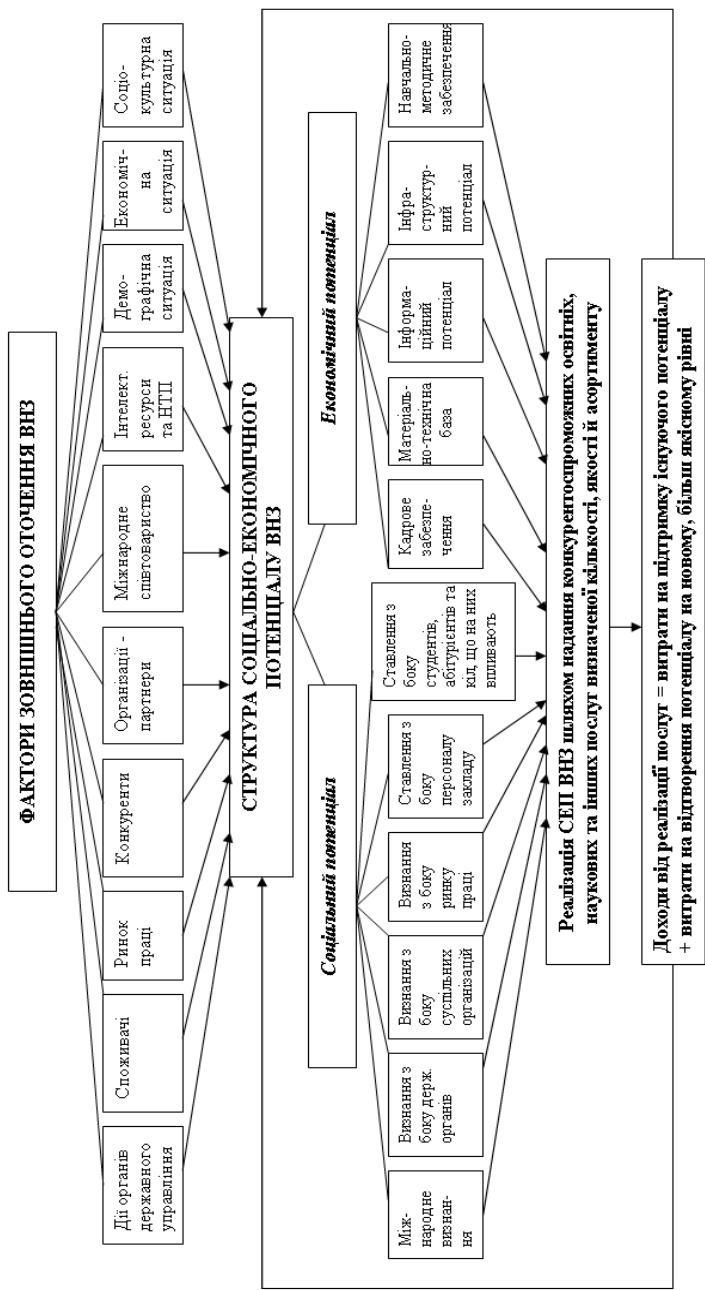 ФАКТОРИ ЗОВНІШНЬОГО ОТОЧЕННЯ ВНЗ
Дії органів
державного
управління
Споживачі
Ринок
праці
Конкуренти
Організації -
партнери
Міжнародне
співтовариство
Інтелект.
ресурси
та НТП
Демо-
графічна
ситуація
Економіч-
на
ситуація
Соціо-
культурна
ситуація
СТРУКТУРА СОЦІАЛЬНО-ЕКОНОМІЧНОГО
ПОТЕНЦІАЛУ ВНЗ
Соціальний потенціал
Економічний потенціал
Між-
народне
визнан-
ня
Визнання з
боку держ.
органів
Визнання з
боку
суспільних
організацій
Визнання
з боку
ринку
праці
Ставлення з
боку
персоналу
закладу
Ставлення з
боку
студентів,
абітурієнтів та
кіл, що на них
впливають
Кадрове
забезпе-
чення
Матеріаль-
но-технічна
база
Інформа-
ційний
потенціал
Інфра-
структур-
ний
потенціал
Навчально-
методичне
забезпечення
Реалізація СЕП ВНЗ шляхом надання конкурентоспроможних освітніх,
наукових та інших послуг визначеної кількості, якості й асортименту
Доходи від реалізації послуг = витрати на підтримку існуючого потенціалу
+ витрати на відтворення потенціалу на новому, більш якісному рівні